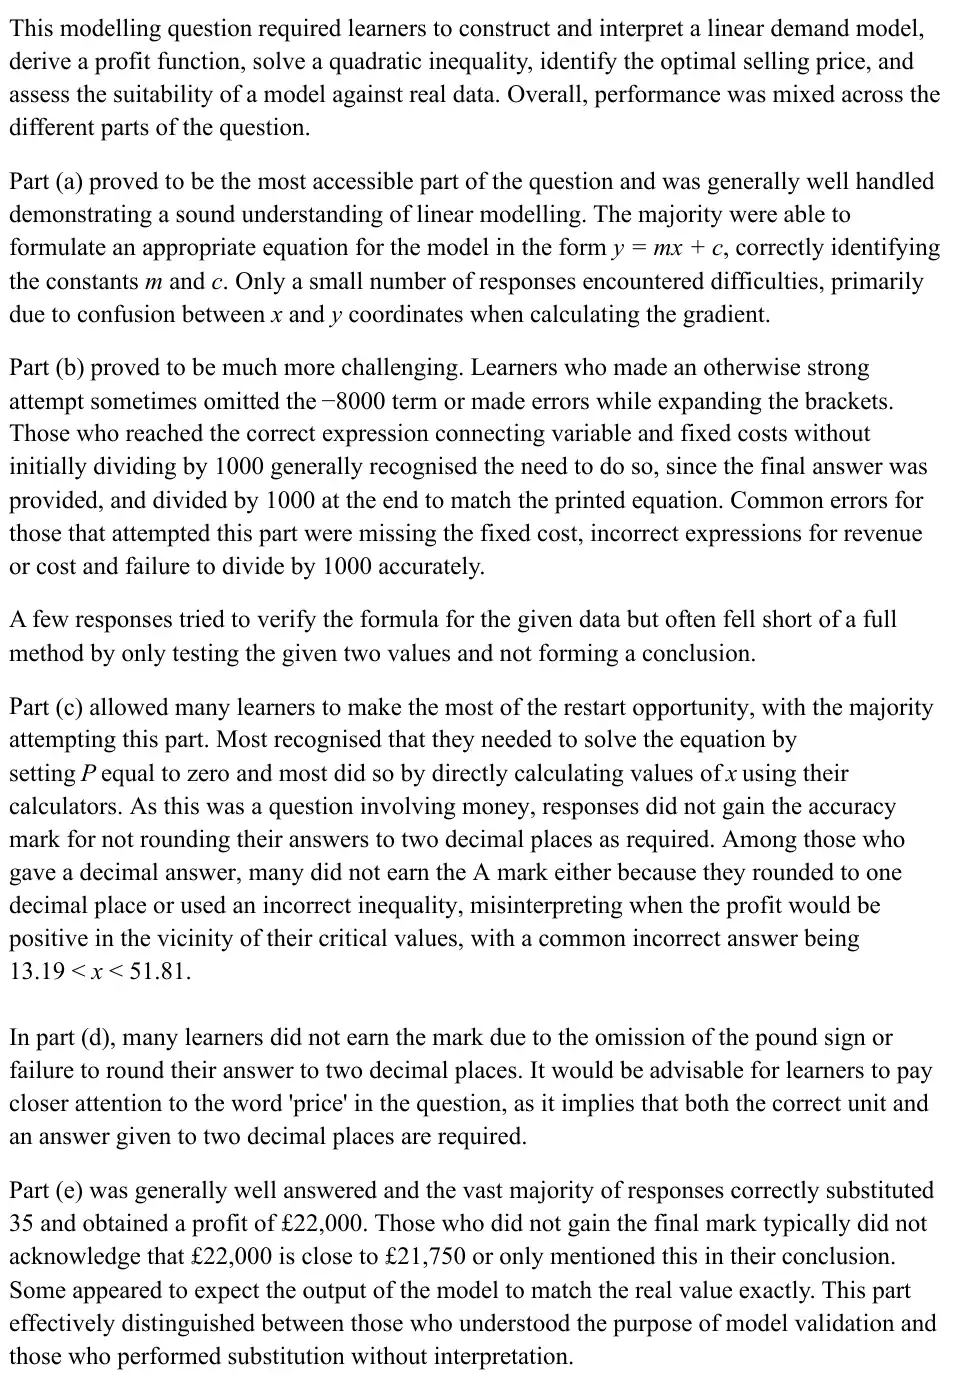 This modelling question required learners to construct and interpret a linear demand model,
derive a profit function, solve a quadratic inequality, identify the optimal selling price, and
assess the suitability of a model against real data. Overall, performance was mixed across the
different parts of the question.
Part (a) proved to be the most accessible part of the question and was generally well handled
demonstrating a sound understanding of linear modelling. The majority were able to
formulate an appropriate equation for the model in the form y = mx + c, correctly identifying
the constants m and c. Only a small number of responses encountered difficulties, primarily
due to confusion between x and y coordinates when calculating the gradient.
Part (b) proved to be much more challenging. Learners who made an otherwise strong
attempt sometimes omitted the −8000 term or made errors while expanding the brackets.
Those who reached the correct expression connecting variable and fixed costs without
initially dividing by 1000 generally recognised the need to do so, since the final answer was
provided, and divided by 1000 at the end to match the printed equation. Common errors for
those that attempted this part were missing the fixed cost, incorrect expressions for revenue
or cost and failure to divide by 1000 accurately.
A few responses tried to verify the formula for the given data but often fell short of a full
method by only testing the given two values and not forming a conclusion.
Part (c) allowed many learners to make the most of the restart opportunity, with the majority
attempting this part. Most recognised that they needed to solve the equation by
setting P equal to zero and most did so by directly calculating values of x using their
calculators. As this was a question involving money, responses did not gain the accuracy
mark for not rounding their answers to two decimal places as required. Among those who
gave a decimal answer, many did not earn the A mark either because they rounded to one
decimal place or used an incorrect inequality, misinterpreting when the profit would be
positive in the vicinity of their critical values, with a common incorrect answer being
13.19 < x < 51.81.
In part (d), many learners did not earn the mark due to the omission of the pound sign or
failure to round their answer to two decimal places. It would be advisable for learners to pay
closer attention to the word 'price' in the question, as it implies that both the correct unit and
an answer given to two decimal places are required.
Part (e) was generally well answered and the vast majority of responses correctly substituted
35 and obtained a profit of £22,000. Those who did not gain the final mark typically did not
acknowledge that £22,000 is close to £21,750 or only mentioned this in their conclusion.
Some appeared to expect the output of the model to match the real value exactly. This part
effectively distinguished between those who understood the purpose of model validation and
those who performed substitution without interpretation.